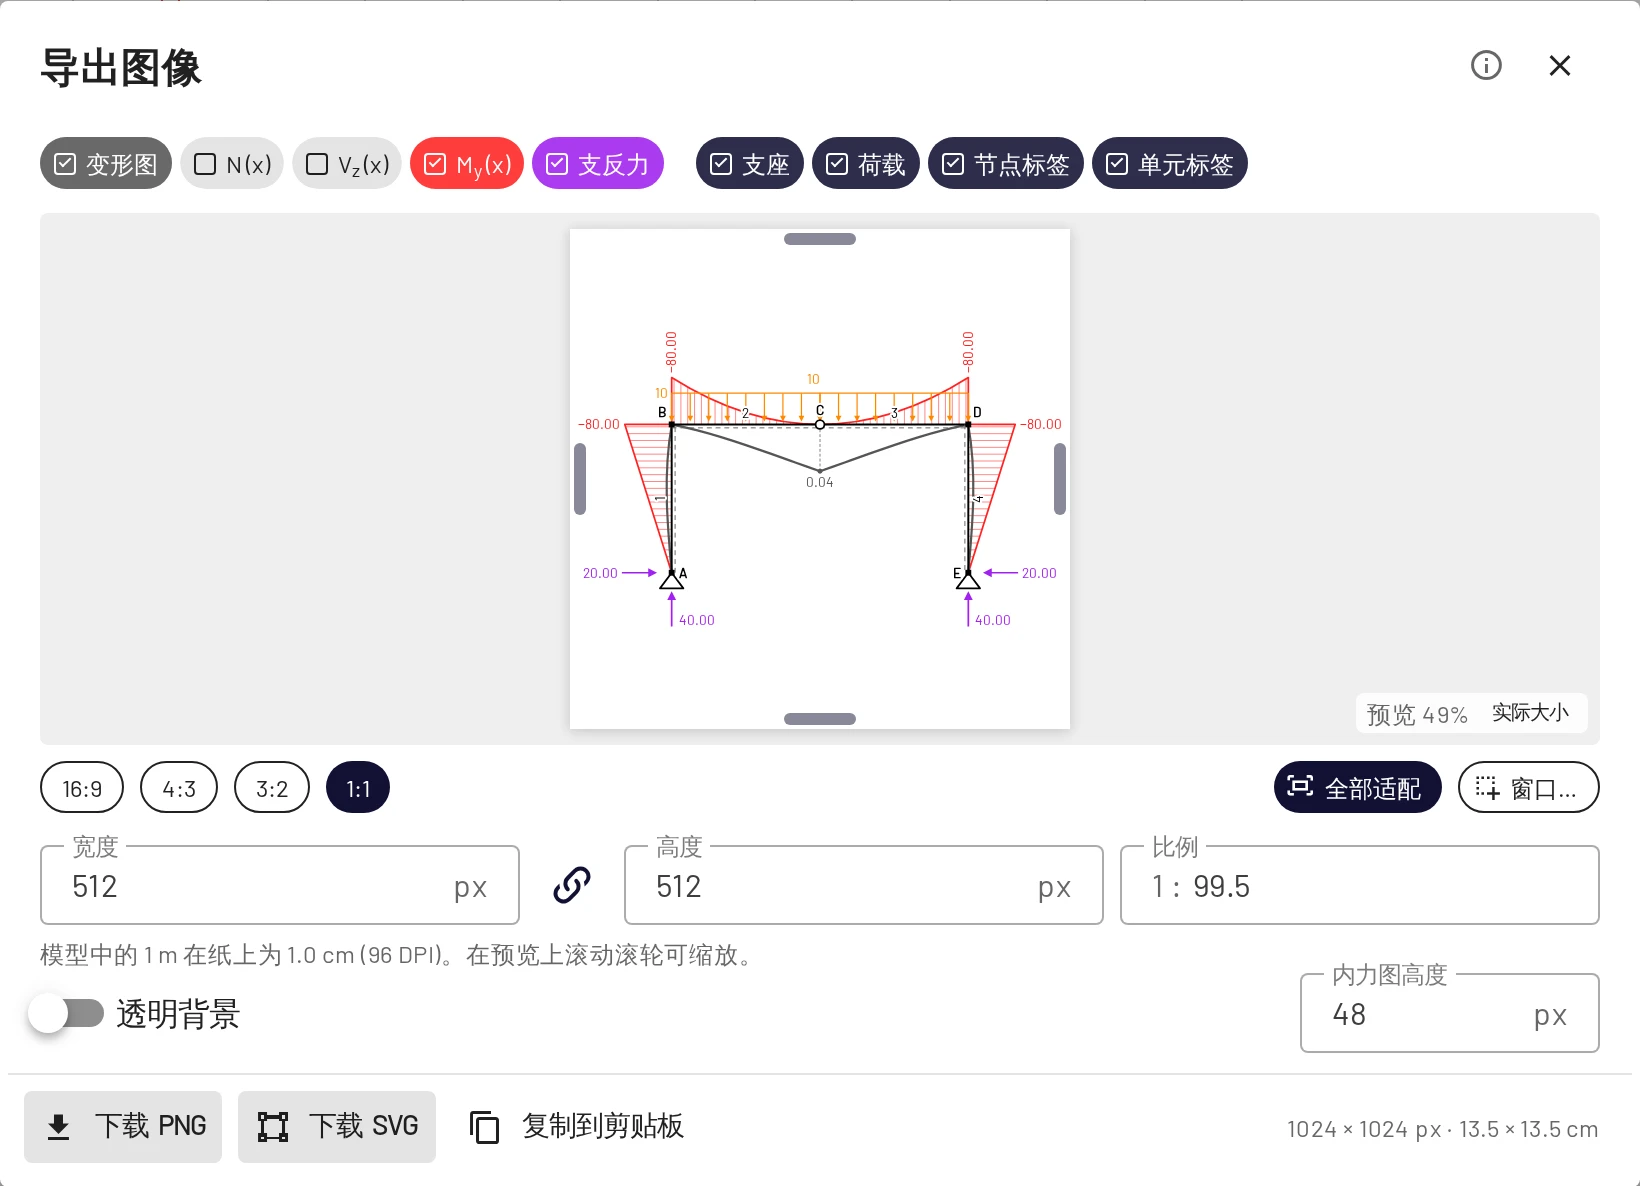 导出图像
变形图 N(x) Vz(x) My(x) 支反力 支座 荷载 节点标签 单元标签
-80.00 -80.00
10
10
B 2 C 3 D
-80.00 -80.00
0.04
1 4
20.00 A E 20.00
40.00 40.00
预览 49% 实际大小
16:9 4:3 3:2 1:1 全部适配 窗口...
宽度 高度 比例
512 px 512 px 1 : 99.5
模型中的 1 m 在纸上为 1.0 cm (96 DPI)。在预览上滚动滚轮可缩放。
内力图高度
透明背景 48 px
下载 PNG 下载 SVG 复制到剪贴板 1024 × 1024 px · 13.5 × 13.5 cm